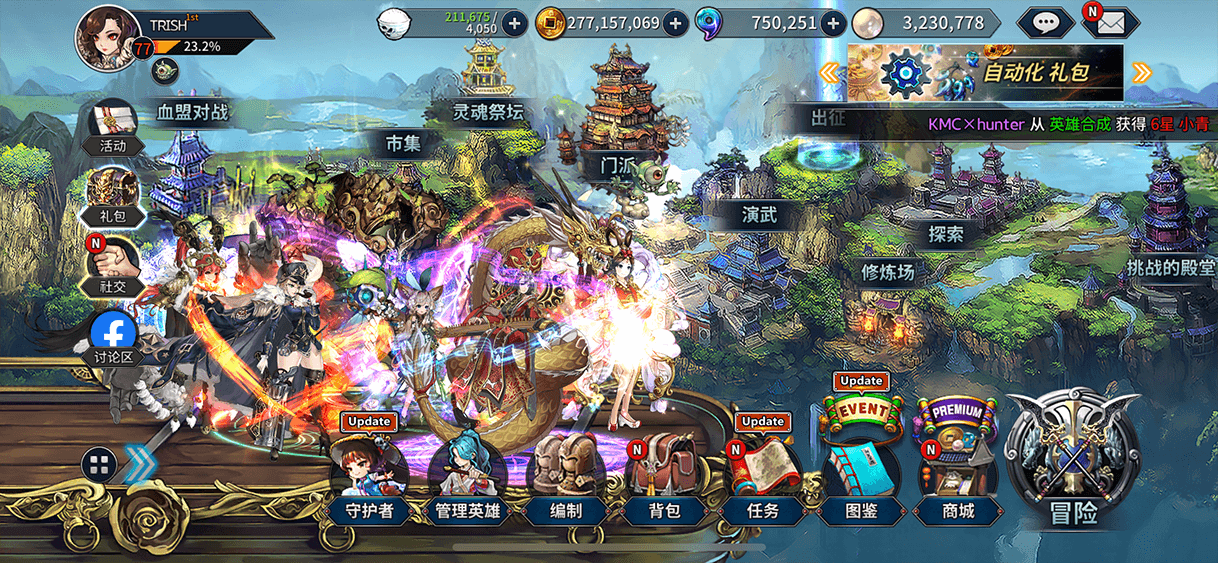 TRISH
1st
77
23.2%
211,675/
4,050
277,157,069
750,251
3,230,778
N
自动化 礼包
KMC×hunter 从 英雄合成 获得 6星 小青
血盟对战
灵魂祭坛
市集
门派
出征
演武
探索
修炼场
挑战的殿堂
活动
礼包
N
社交
讨论区
Update
守护者
管理英雄
编制
N
背包
Update
N
任务
Update
EVENT
图鉴
PREMIUM
N
商城
冒险